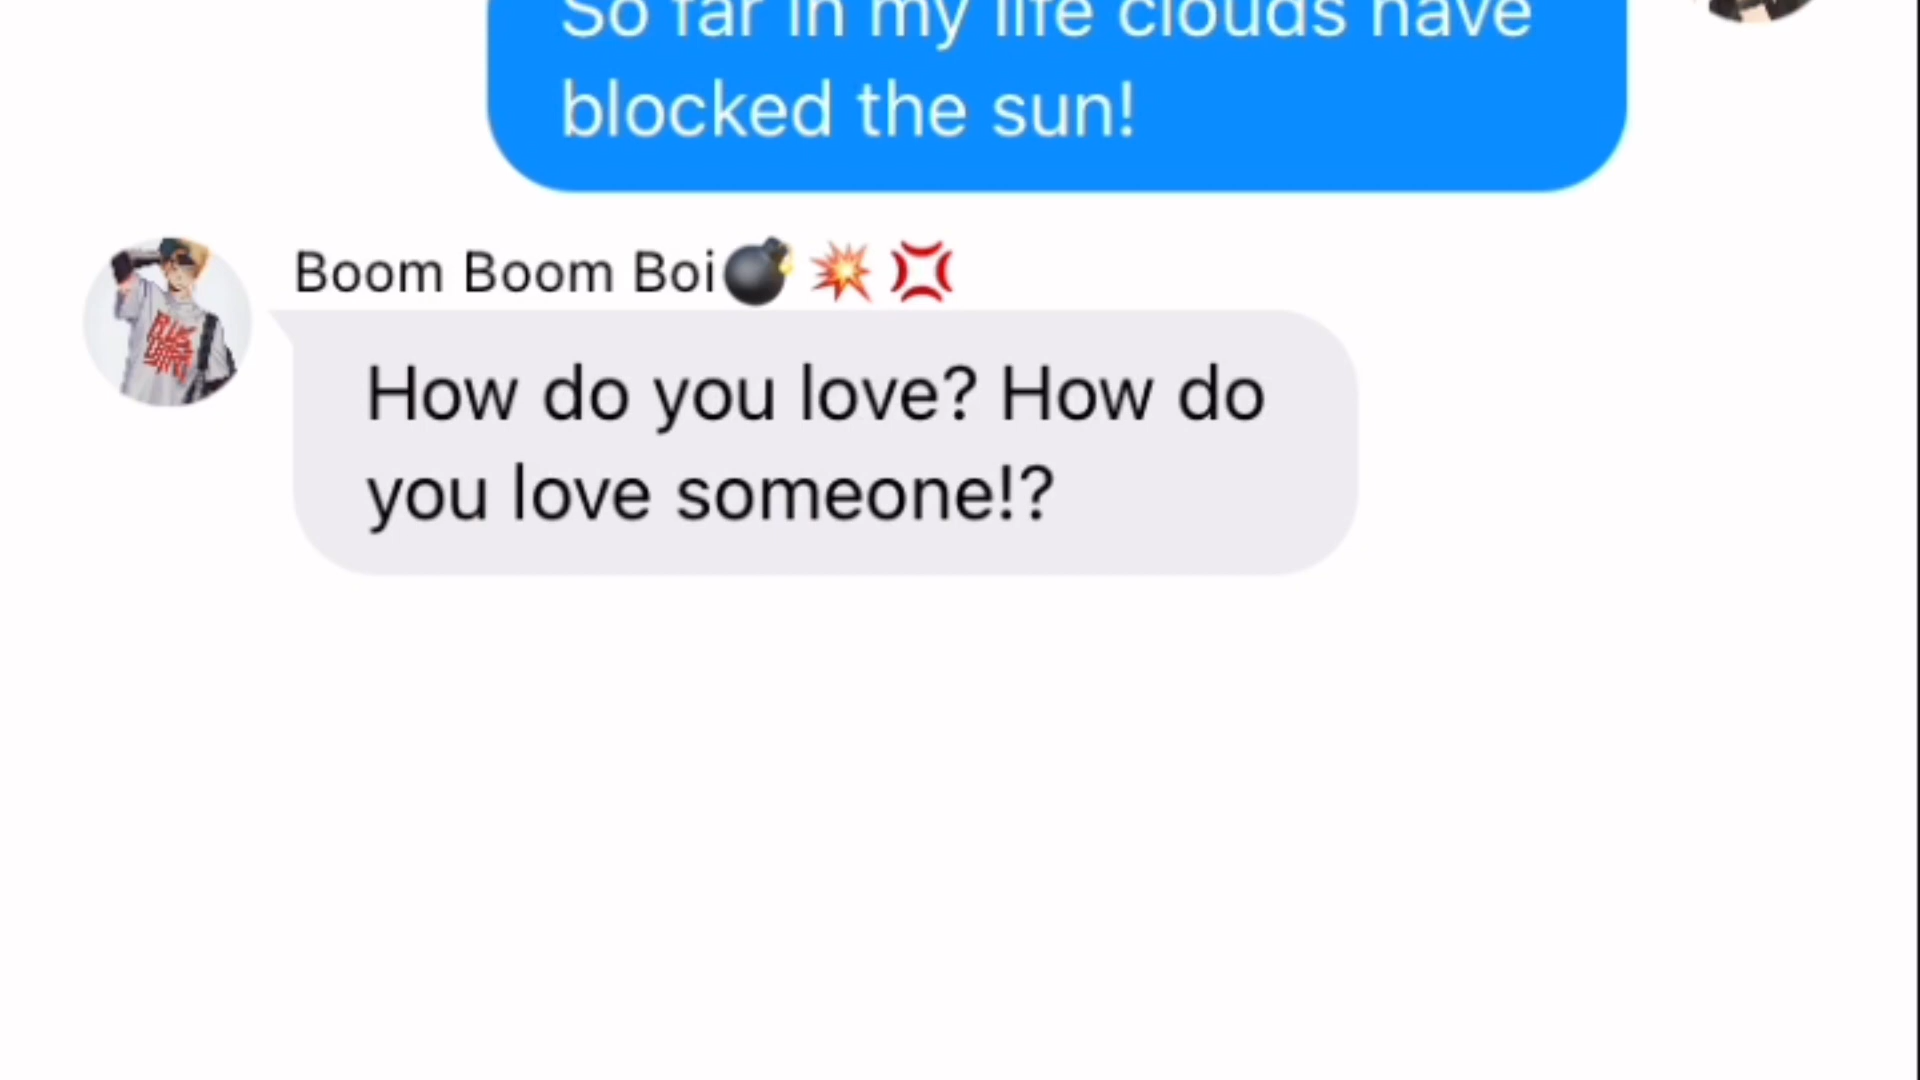 So far in my life clouds have
blocked the sun!
Boom Boom Boi💣💥💢
How do you love? How do
you love someone!?